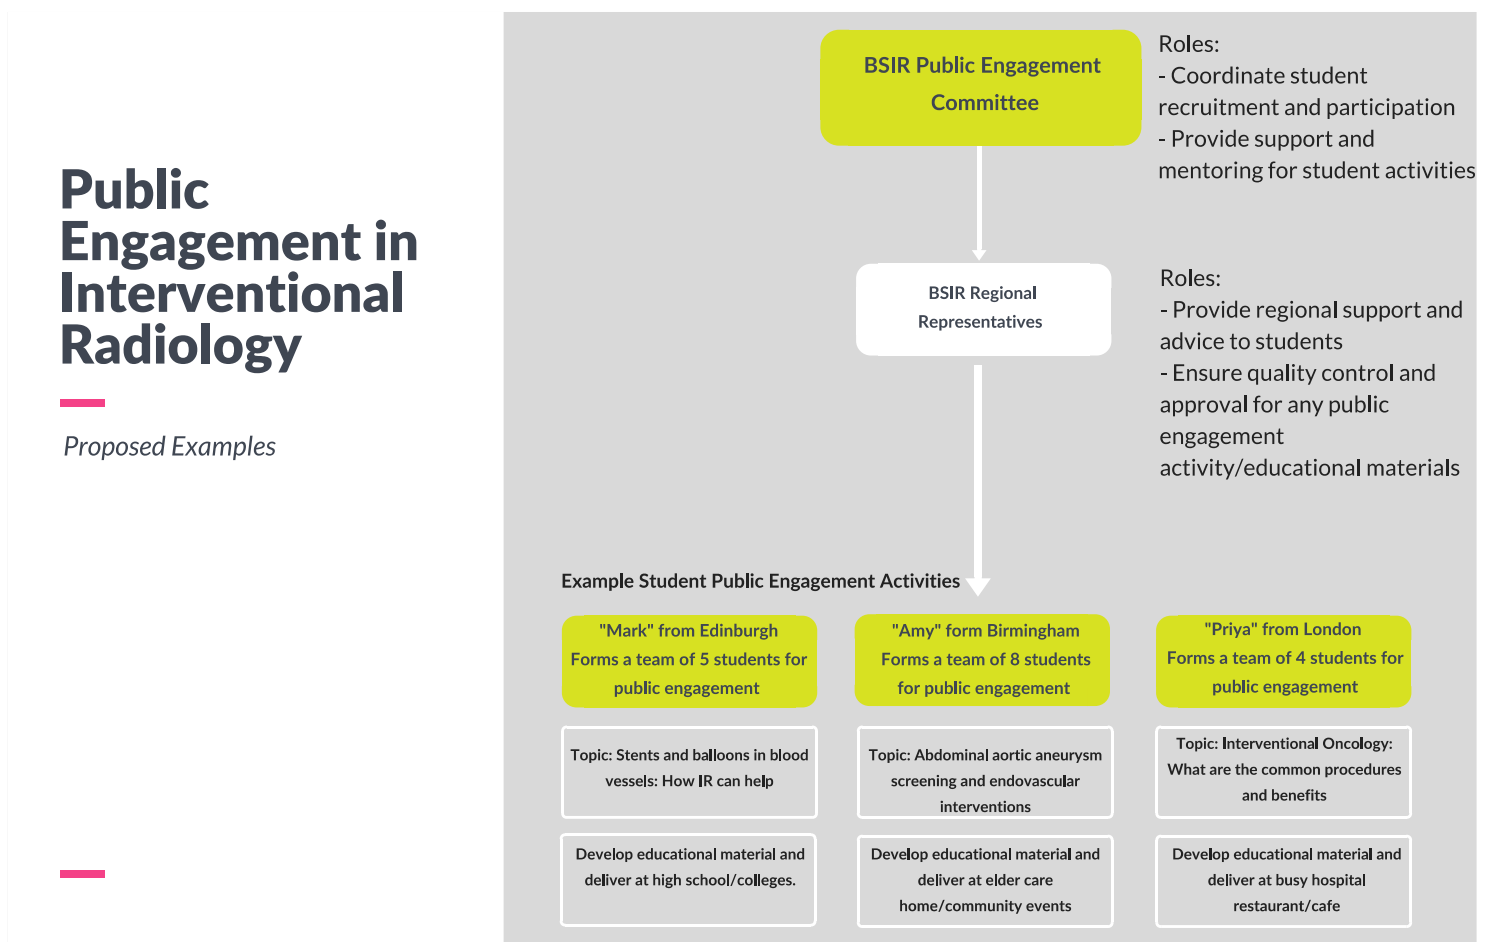 Public
Engagement in
Interventional
Radiology
Proposed Examples
BSIR Public Engagement
Committee
Roles:
- Coordinate student
recruitment and participation
- Provide support and
mentoring for student activities
BSIR Regional
Representatives
Roles:
- Provide regional support and
advice to students
- Ensure quality control and
approval for any public
engagement
activity/educational materials
Example Student Public Engagement Activities
"Mark" from Edinburgh
Forms a team of 5 students for
public engagement
Topic: Stents and balloons in blood
vessels: How IR can help
Develop educational material and
deliver at high school/colleges.
"Amy" form Birmingham
Forms a team of 8 students
for public engagement
Topic: Abdominal aortic aneurysm
screening and endovascular
interventions
Develop educational material and
deliver at elder care
home/community events
"Priya" from London
Forms a team of 4 students for
public engagement
Topic: Interventional Oncology:
What are the common procedures
and benefits
Develop educational material and
deliver at busy hospital
restaurant/cafe